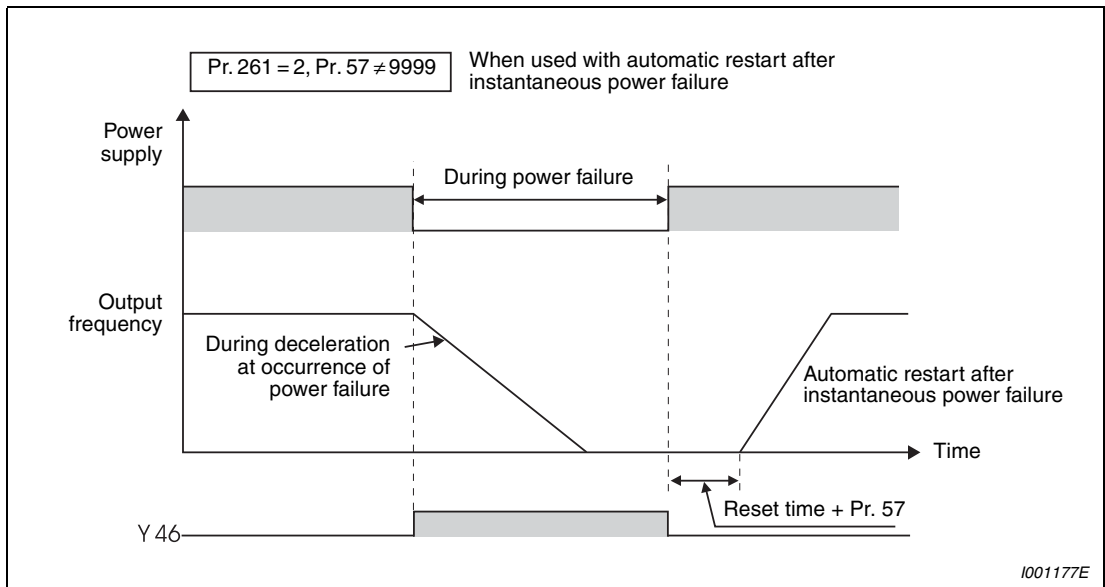 Pr. 261 = 2, Pr. 57 ≠ 9999
When used with automatic restart after
instantaneous power failure
Power
supply
During power failure
Output
frequency
During deceleration
at occurrence of
power failure
Automatic restart after
instantaneous power failure
Time
Reset time + Pr. 57
Y 46
I001177E